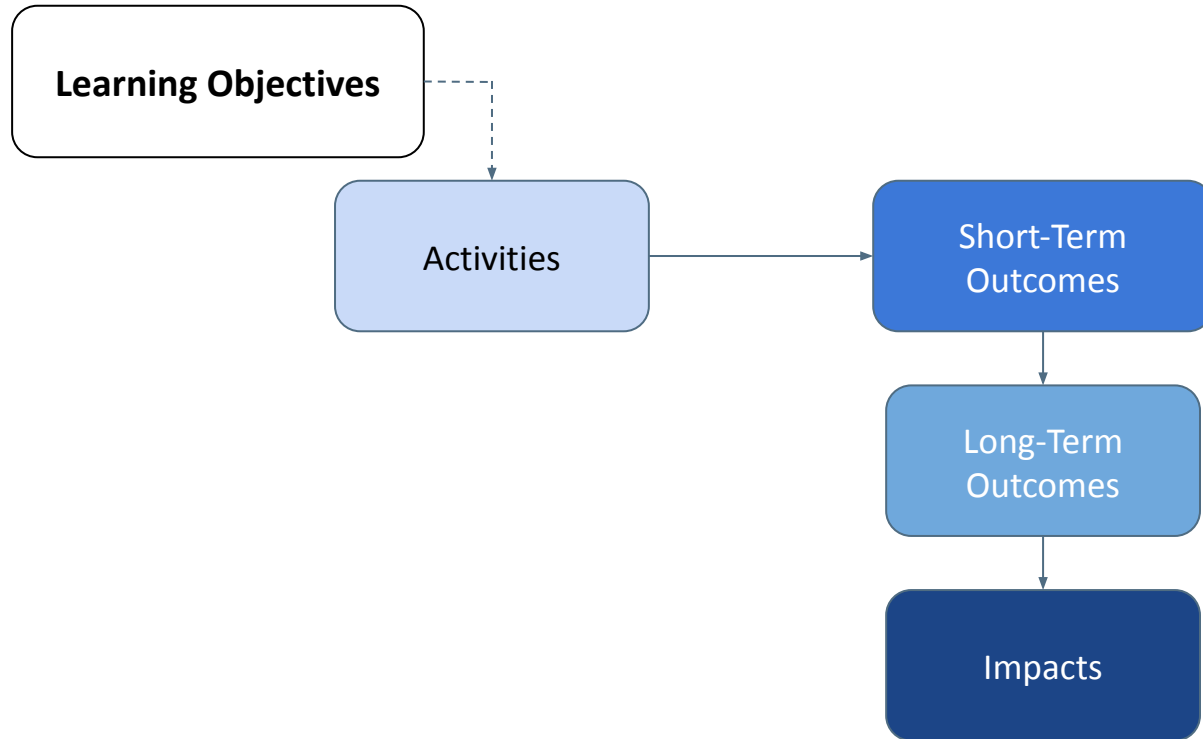 Learning Objectives
Activities
Short-Term
Outcomes
Long-Term
Outcomes
Impacts